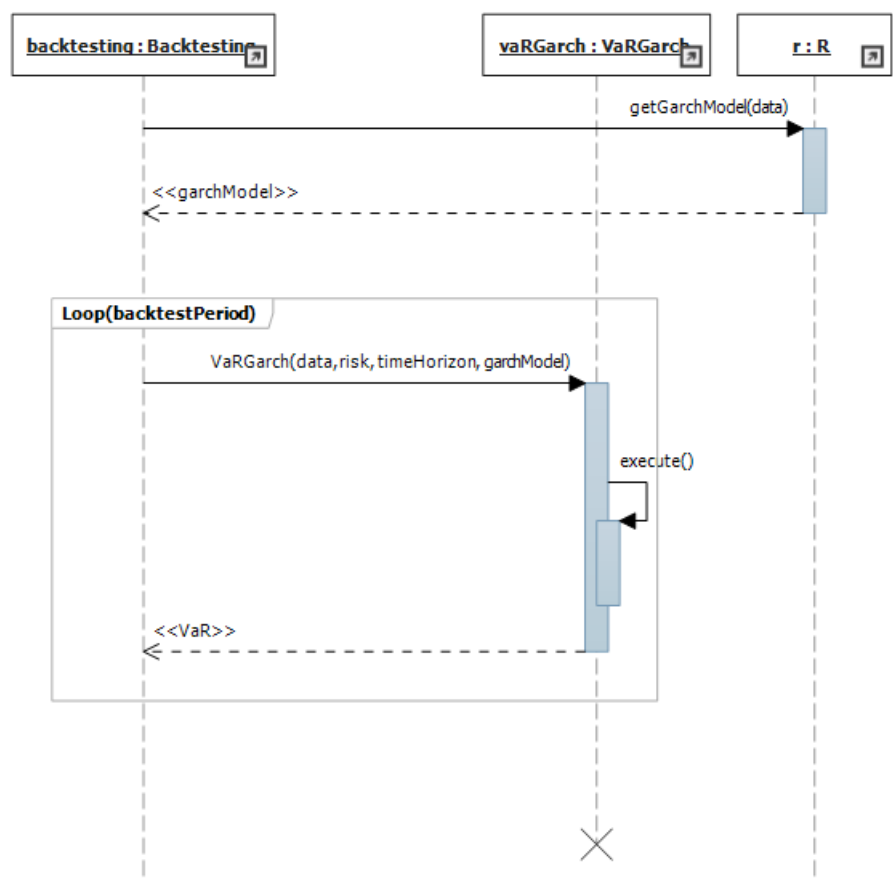 backtesting : Backtesting
vaRGarch : VaRGarch
r : R
getGarchModel(data)
<<garchModel>>
Loop(backtestPeriod)
VaRGarch(data,risk,timeHorizon, garchModel)
execute()
<<VaR>>